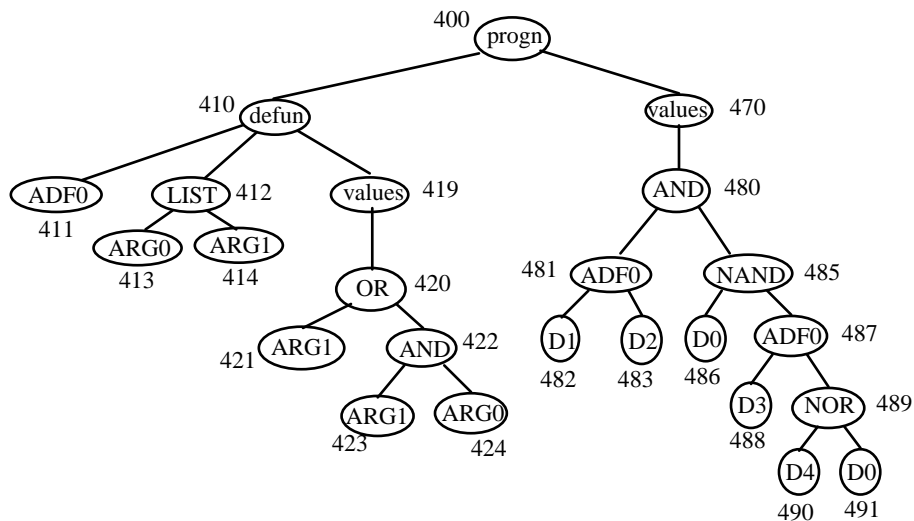 400 progn
410 defun values 470
ADF0 LIST 412 values 419 AND 480
411 ARG0 ARG1 481 ADF0 NAND 485
413 414 OR 420
ARG1 AND 422 D1 D2 D0 ADF0 487
421 482 483 486
ARG1 ARG0 D3 NOR 489
423 424 488
D4 D0
490 491